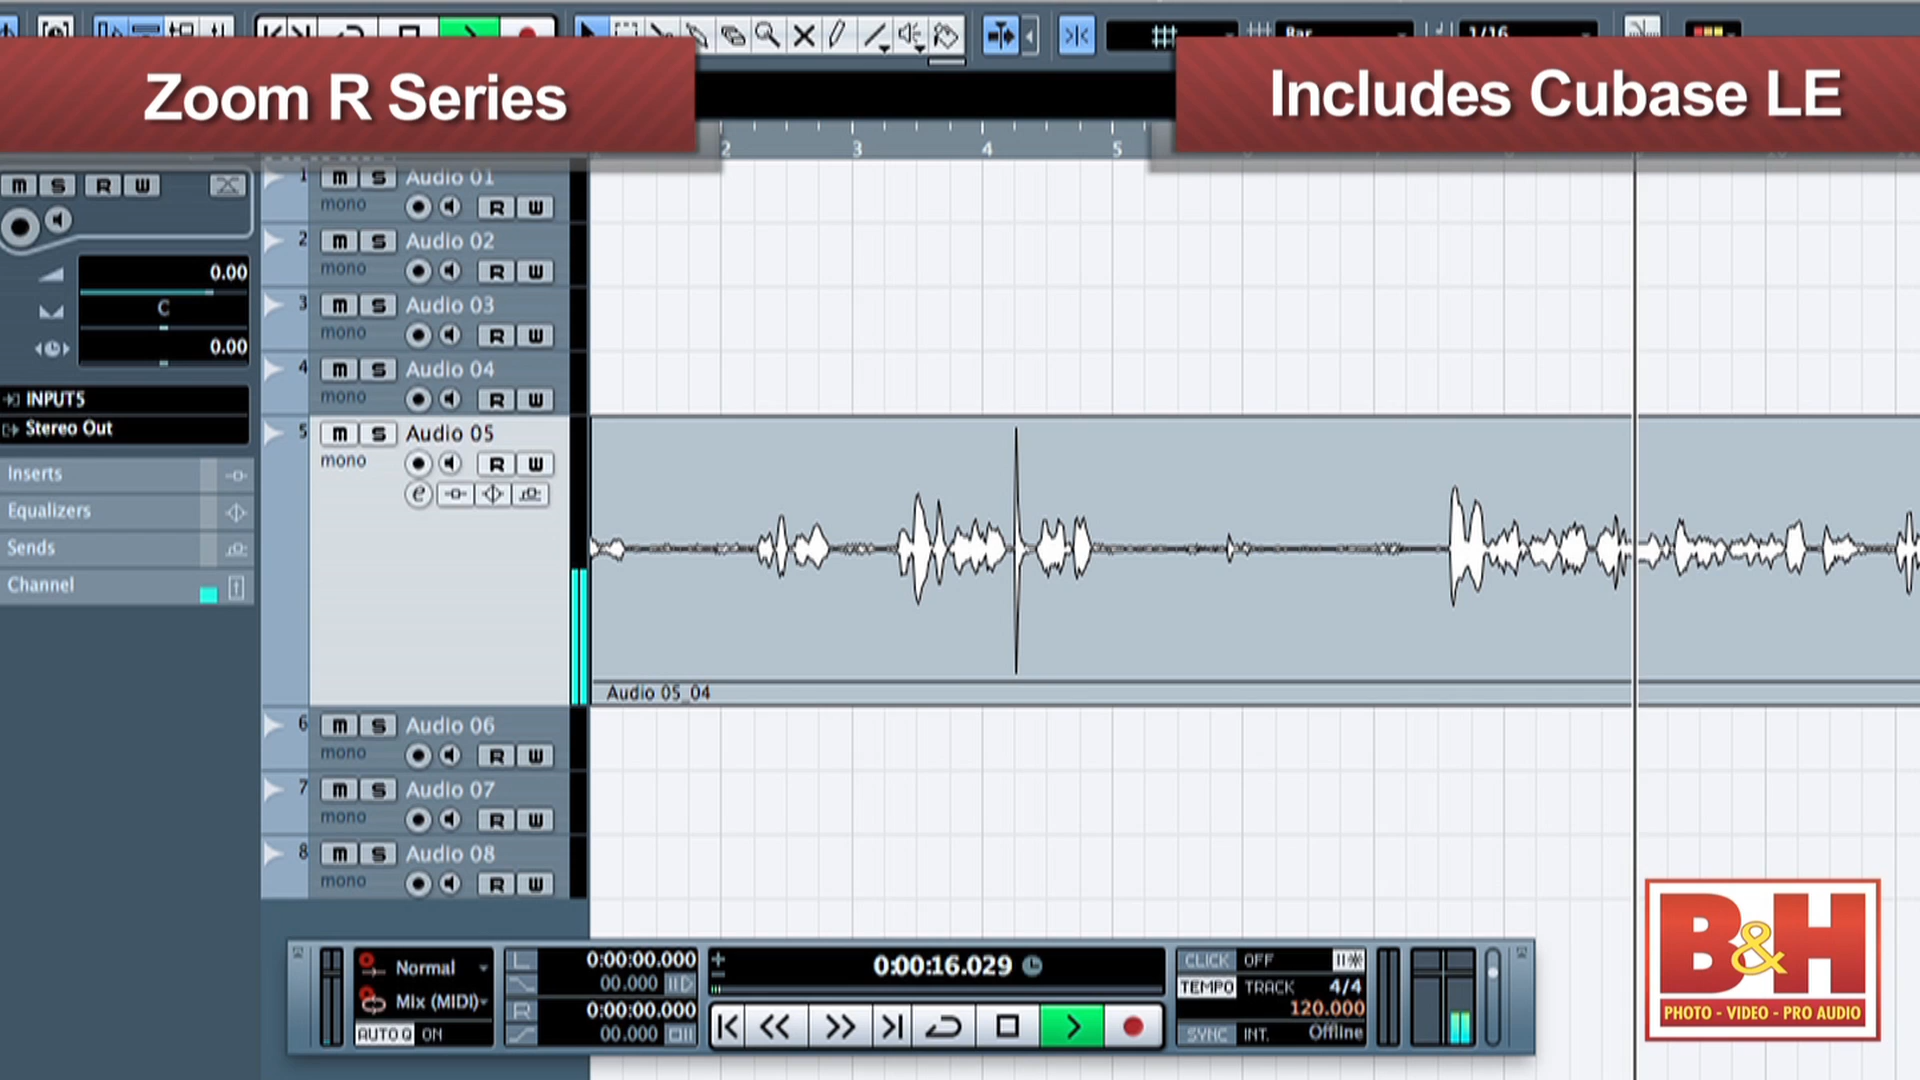 Bar
1/16
Zoom R Series
Includes Cubase LE
2 3 4 5
m S R W
0.00
C
0.00
INPUT5
Stereo Out
Inserts
Equalizers
Sends
Channel
1 m S Audio 01
mono R W
2 m S Audio 02
mono R W
3 m S Audio 03
mono R W
4 m S Audio 04
mono R W
5 m S Audio 05
mono R W
e
Audio 05_04
6 m S Audio 06
mono R W
7 m S Audio 07
mono R W
8 m S Audio 08
mono R W
Normal
Mix (MIDI)
AUTO Q ON
L 0:00:00.000
00.000
R 0:00:00.000
00.000
0:00:16.029
CLICK OFF
TEMPO TRACK 4/4
120.000
SYNC INT. Offline
B&H
PHOTO - VIDEO - PRO AUDIO